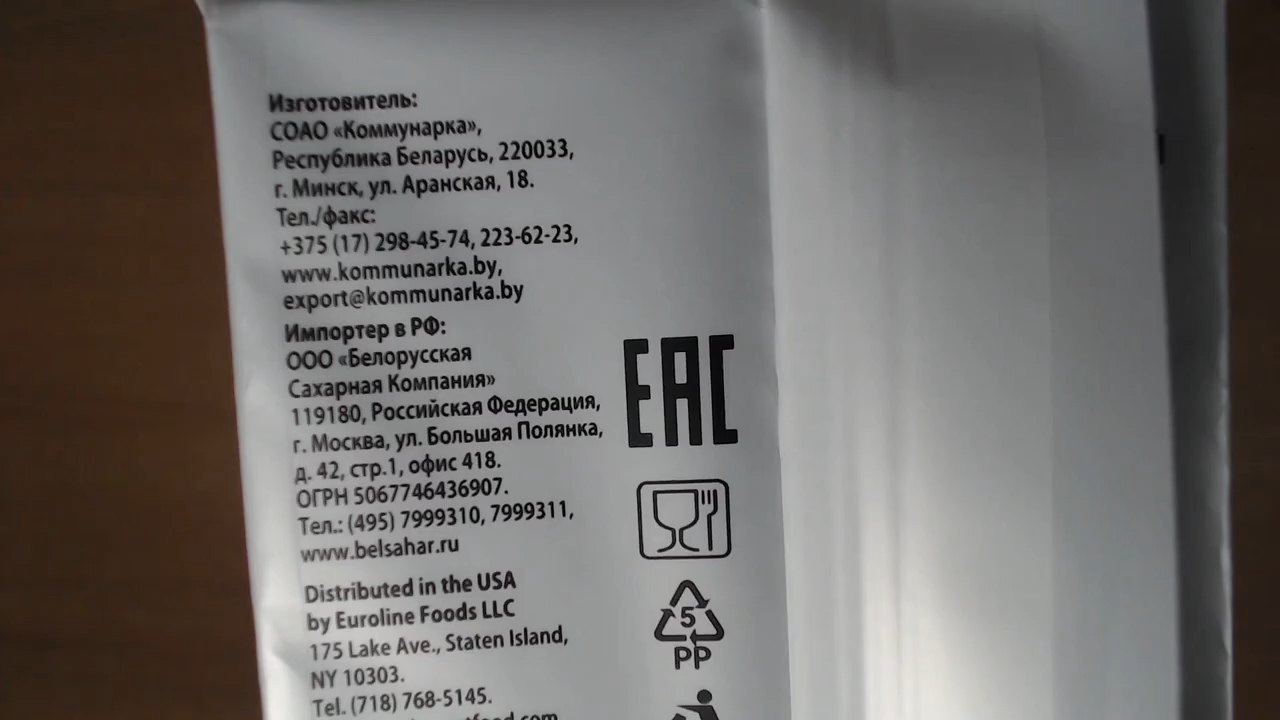 Изготовитель:
СОАО «Коммунарка»,
Республика Беларусь, 220033,
г. Минск, ул. Аранская, 18.
Тел./факс:
+375 (17) 298-45-74, 223-62-23,
www.kommunarka.by,
export@kommunarka.by
Импортер в РФ:
ООО «Белорусская
Сахарная Компания»
119180, Российская Федерация,
г. Москва, ул. Большая Полянка,
д. 42, стр.1, офис 418.
ОГРН 5067746436907.
Тел.: (495) 7999310, 7999311,
www.belsahar.ru
Distributed in the USA
by Euroline Foods LLC
175 Lake Ave., Staten Island,
NY 10303.
Tel. (718) 768-5145.
EAC
5
PP